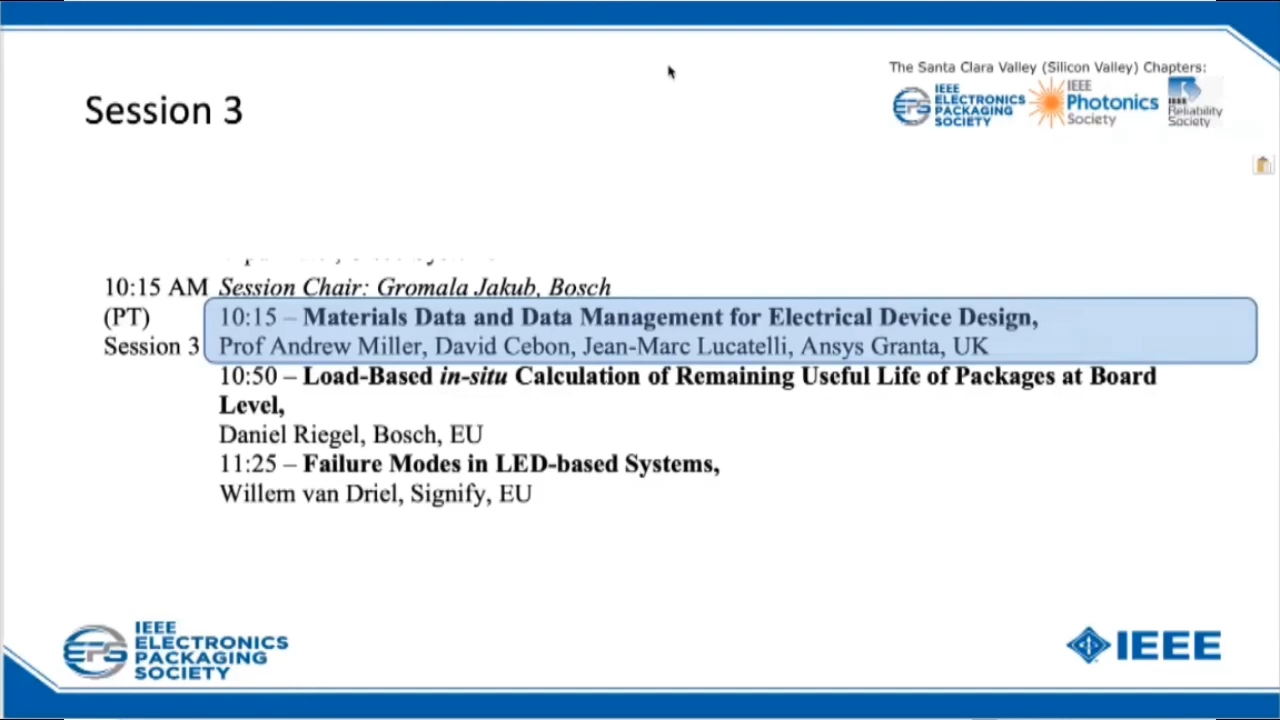 The Santa Clara Valley (Silicon Valley) Chapters:
IEEE
ELECTRONICS
PACKAGING
SOCIETY
IEEE
Photonics
Society
IEEE
Reliability
Society
Session 3
10:15 AM Session Chair: Gromala Jakub, Bosch
(PT) 10:15 – Materials Data and Data Management for Electrical Device Design,
Session 3 Prof Andrew Miller, David Cebon, Jean-Marc Lucatelli, Ansys Granta, UK
10:50 – Load-Based in-situ Calculation of Remaining Useful Life of Packages at Board
Level,
Daniel Riegel, Bosch, EU
11:25 – Failure Modes in LED-based Systems,
Willem van Driel, Signify, EU
EPS
IEEE
ELECTRONICS
PACKAGING
SOCIETY
IEEE